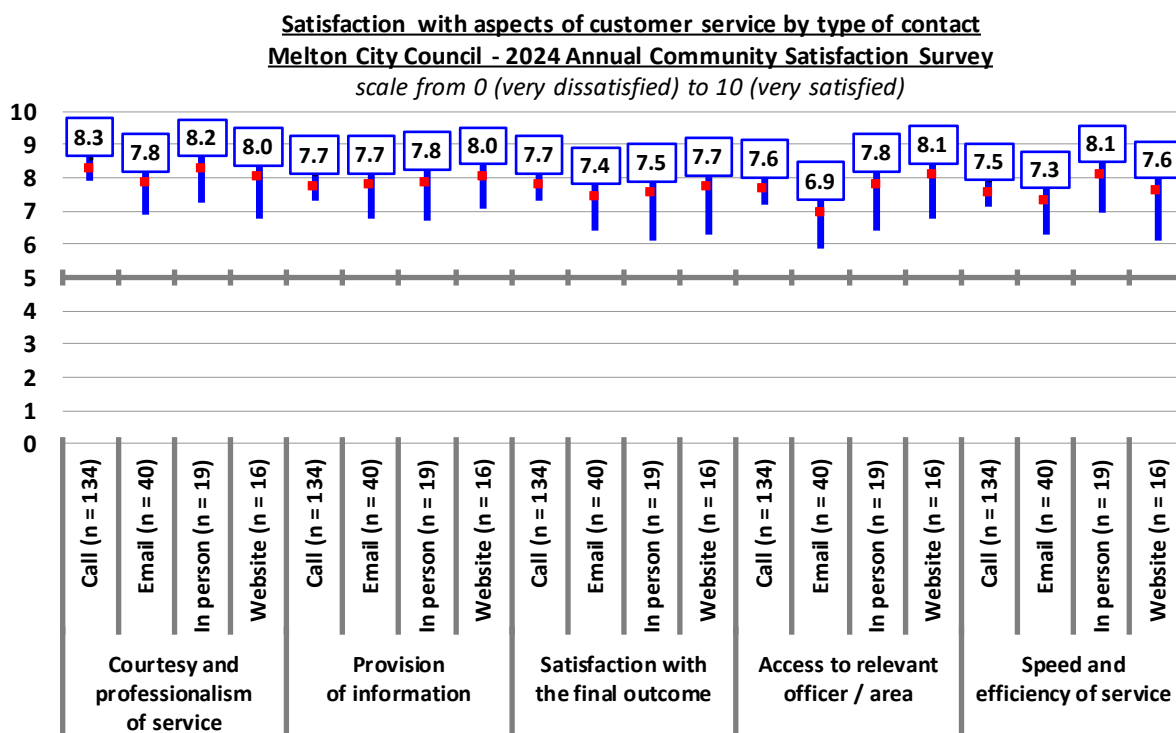 Satisfaction with aspects of customer service by type of contact
Melton City Council - 2024 Annual Community Satisfaction Survey
scale from 0 (very dissatisfied) to 10 (very satisfied)
10
9
8
7
6
5
4
3
2
1
0
8.3
7.8
8.2
8.0
7.7
7.7
7.8
8.0
7.7
7.4
7.5
7.7
7.6
6.9
7.8
8.1
7.5
7.3
8.1
7.6
Call (n = 134)
Email (n = 40)
In person (n = 19)
Website (n = 16)
Call (n = 134)
Email (n = 40)
In person (n = 19)
Website (n = 16)
Call (n = 134)
Email (n = 40)
In person (n = 19)
Website (n = 16)
Call (n = 134)
Email (n = 40)
In person (n = 19)
Website (n = 16)
Call (n = 134)
Email (n = 40)
In person (n = 19)
Website (n = 16)
Courtesy and
professionalism
of service
Provision
of information
Satisfaction with
the final outcome
Access to relevant
officer / area
Speed and
efficiency of service